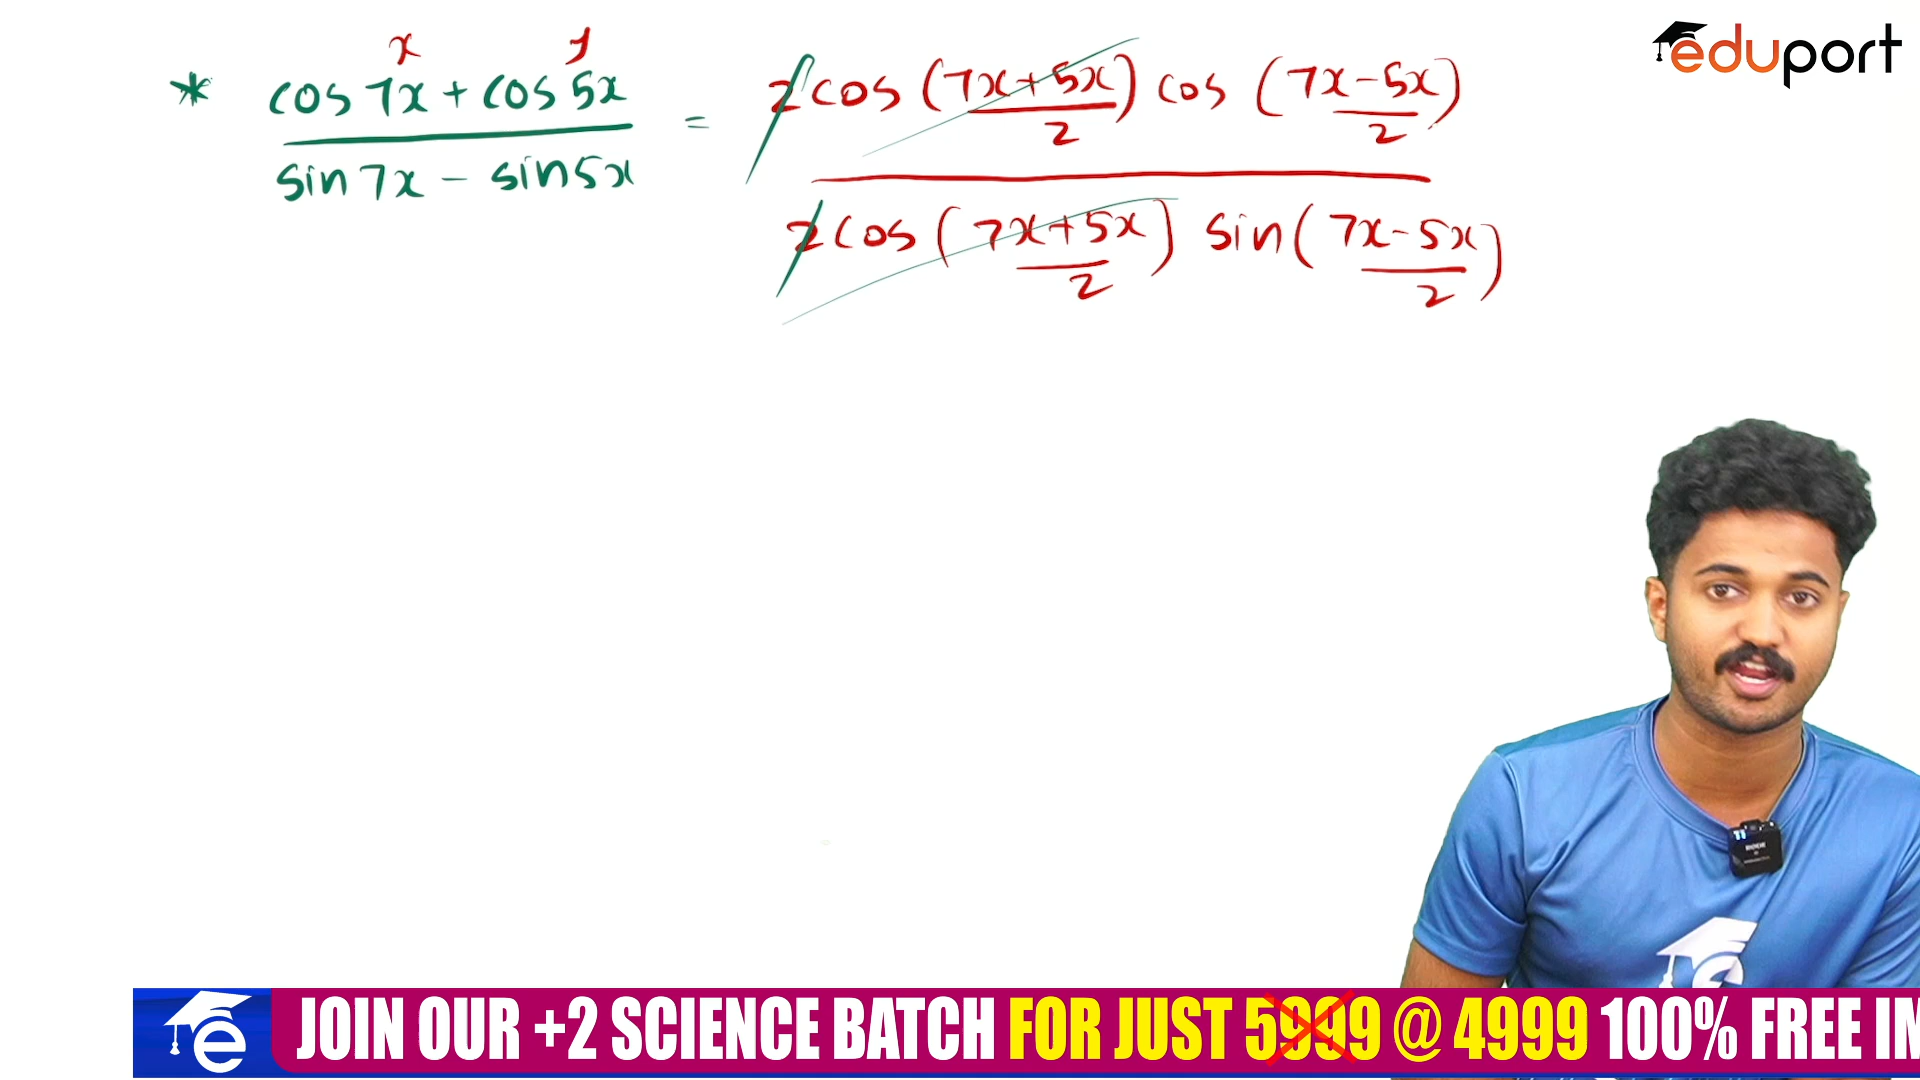 eduport
x y
* cos 7x + cos 5x / sin 7x - sin 5x = 2 cos (7x+5x / 2) cos (7x-5x / 2) / 2 cos (7x+5x / 2) sin (7x-5x / 2)
JOIN OUR +2 SCIENCE BATCH FOR JUST 5999 @ 4999 100% FREE